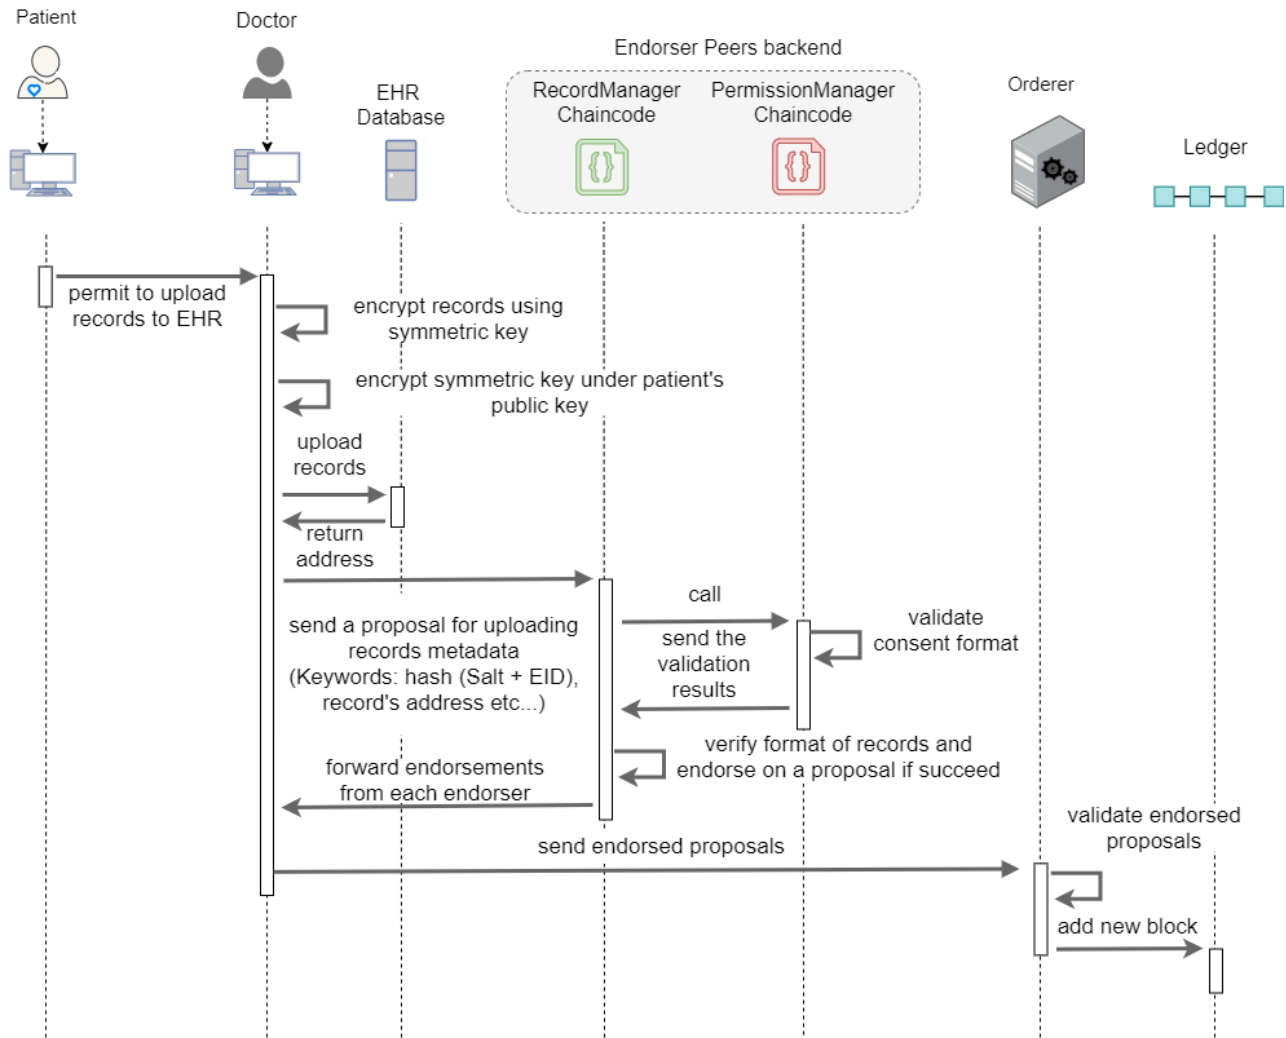 Patient
Doctor
EHR
Database
Endorser Peers backend
RecordManager
Chaincode
PermissionManager
Chaincode
Orderer
Ledger
permit to upload
records to EHR
encrypt records using
symmetric key
encrypt symmetric key under patient's
public key
upload
records
return
address
send a proposal for uploading
records metadata
(Keywords: hash (Salt + EID),
record's address etc...)
call
send the
validation
results
validate
consent format
verify format of records and
endorse on a proposal if succeed
forward endorsements
from each endorser
send endorsed proposals
validate endorsed
proposals
add new block